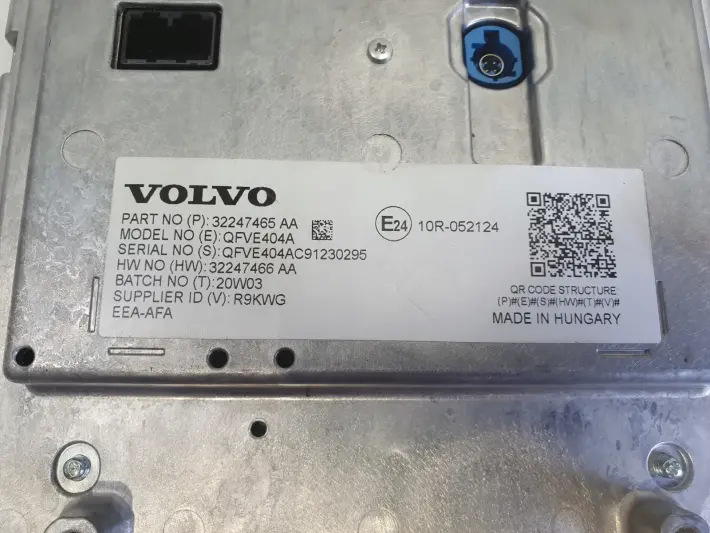 VOLVO
PART NO (P): 32247465 AA
MODEL NO (E): QFVE404A
SERIAL NO (S): QFVE404AC91230295
HW NO (HW): 32247466 AA
BATCH NO (T): 20W03
SUPPLIER ID (V): R9KWG
EEA-AFA
E24 10R-052124
QR CODE STRUCTURE:
(P)#(E)#(S)#(HW)#(T)#(V)#
MADE IN HUNGARY